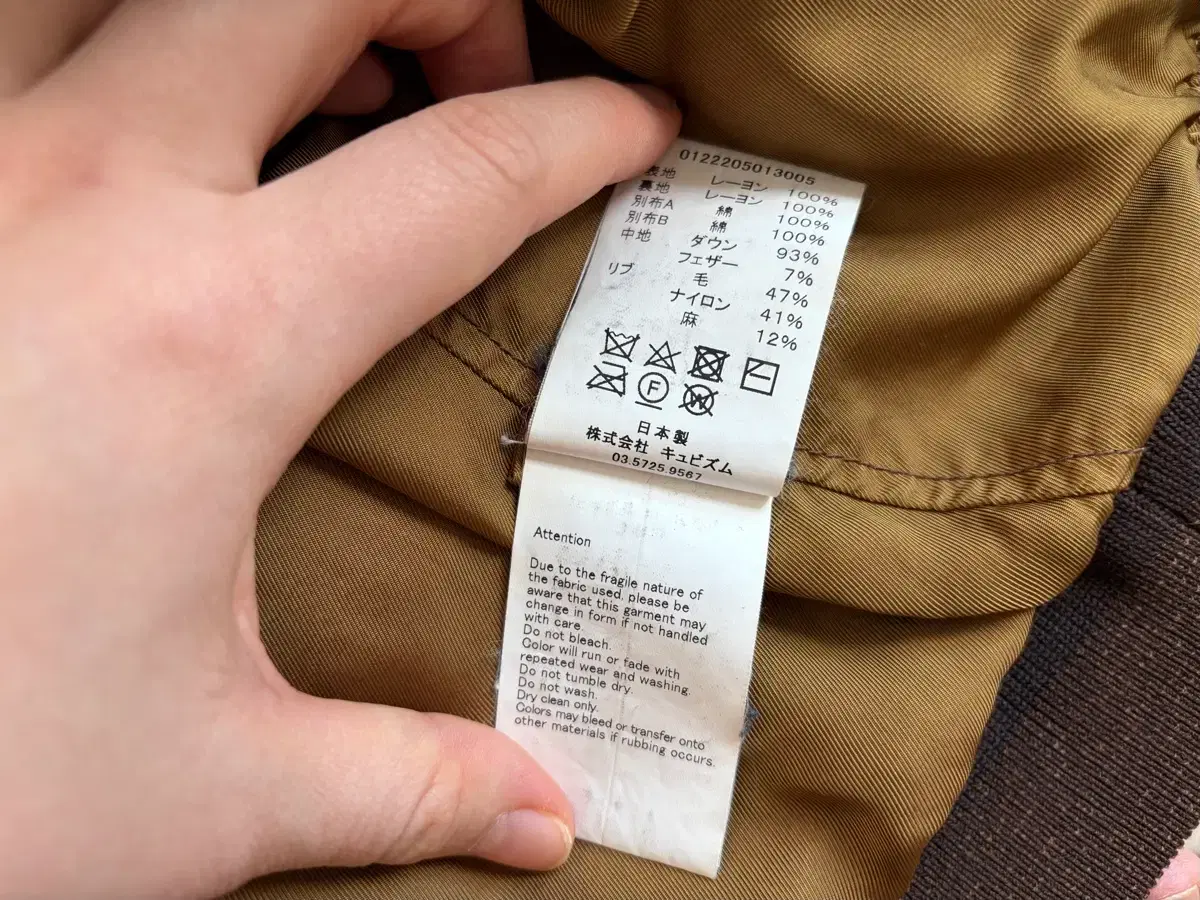 0122205013005
表地 レーヨン 100%
裏地 レーヨン 100%
別布A 綿 100%
別布B 綿 100%
中地 ダウン 93%
フェザー 7%
リブ 毛 47%
ナイロン 41%
麻 12%
F
W
日本製
株式会社 キュビズム
03.5725.9567
Attention
Due to the fragile nature of
the fabric used, please be
aware that this garment may
change in form if not handled
with care.
Do not bleach.
Color will run or fade with
repeated wear and washing.
Do not tumble dry.
Do not wash.
Dry clean only.
Colors may bleed or transfer onto
other materials if rubbing occurs.